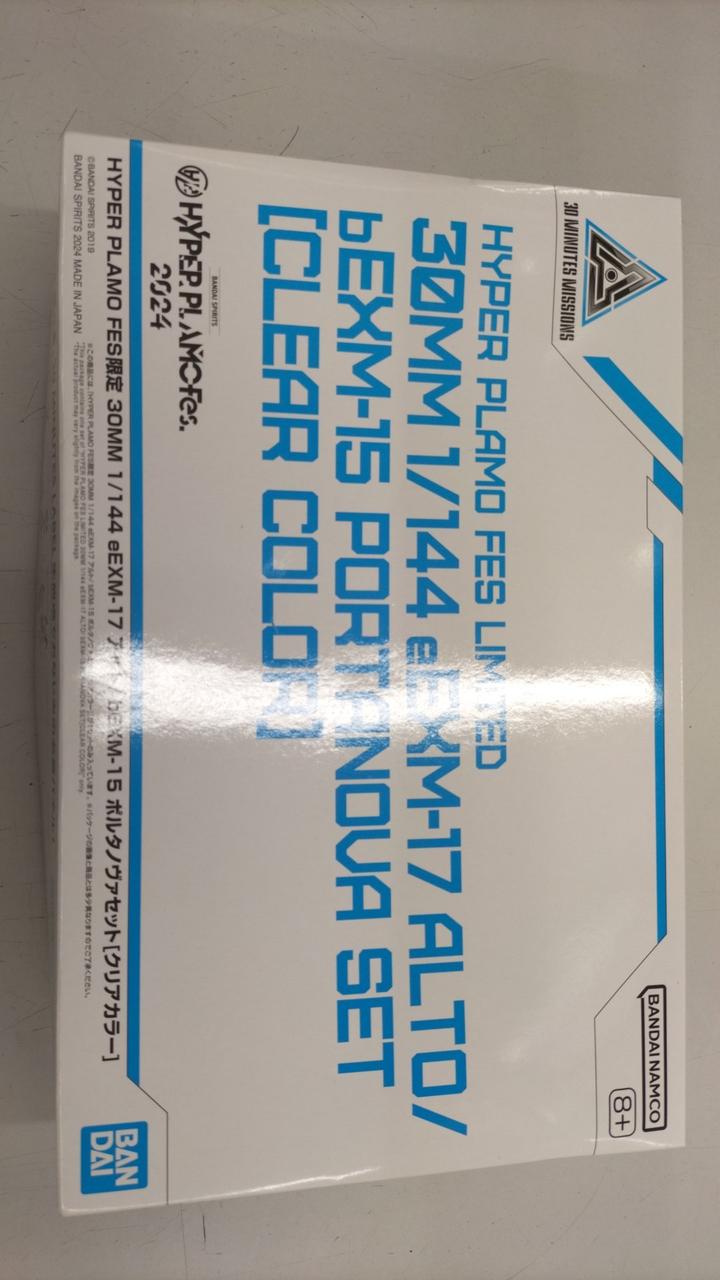 30 MINUTES MISSIONS
BANDAI NAMCO
8+
HYPER PLAMO FES LIMITED
30MM 1/144 eEXM-17 ALTO/
bEXM-15 PORTANOVA SET
[CLEAR COLOR]
BANDAI SPIRITS
HYPER PLAMO Fes.
2024
HYPER PLAMO FES限定 30MM 1/144 eEXM-17 アルト/bEXM-15 ポルタノヴァセット[クリアカラー]
©BANDAI SPIRITS 2019
BANDAI SPIRITS 2024 MADE IN JAPAN
BAN
DAI